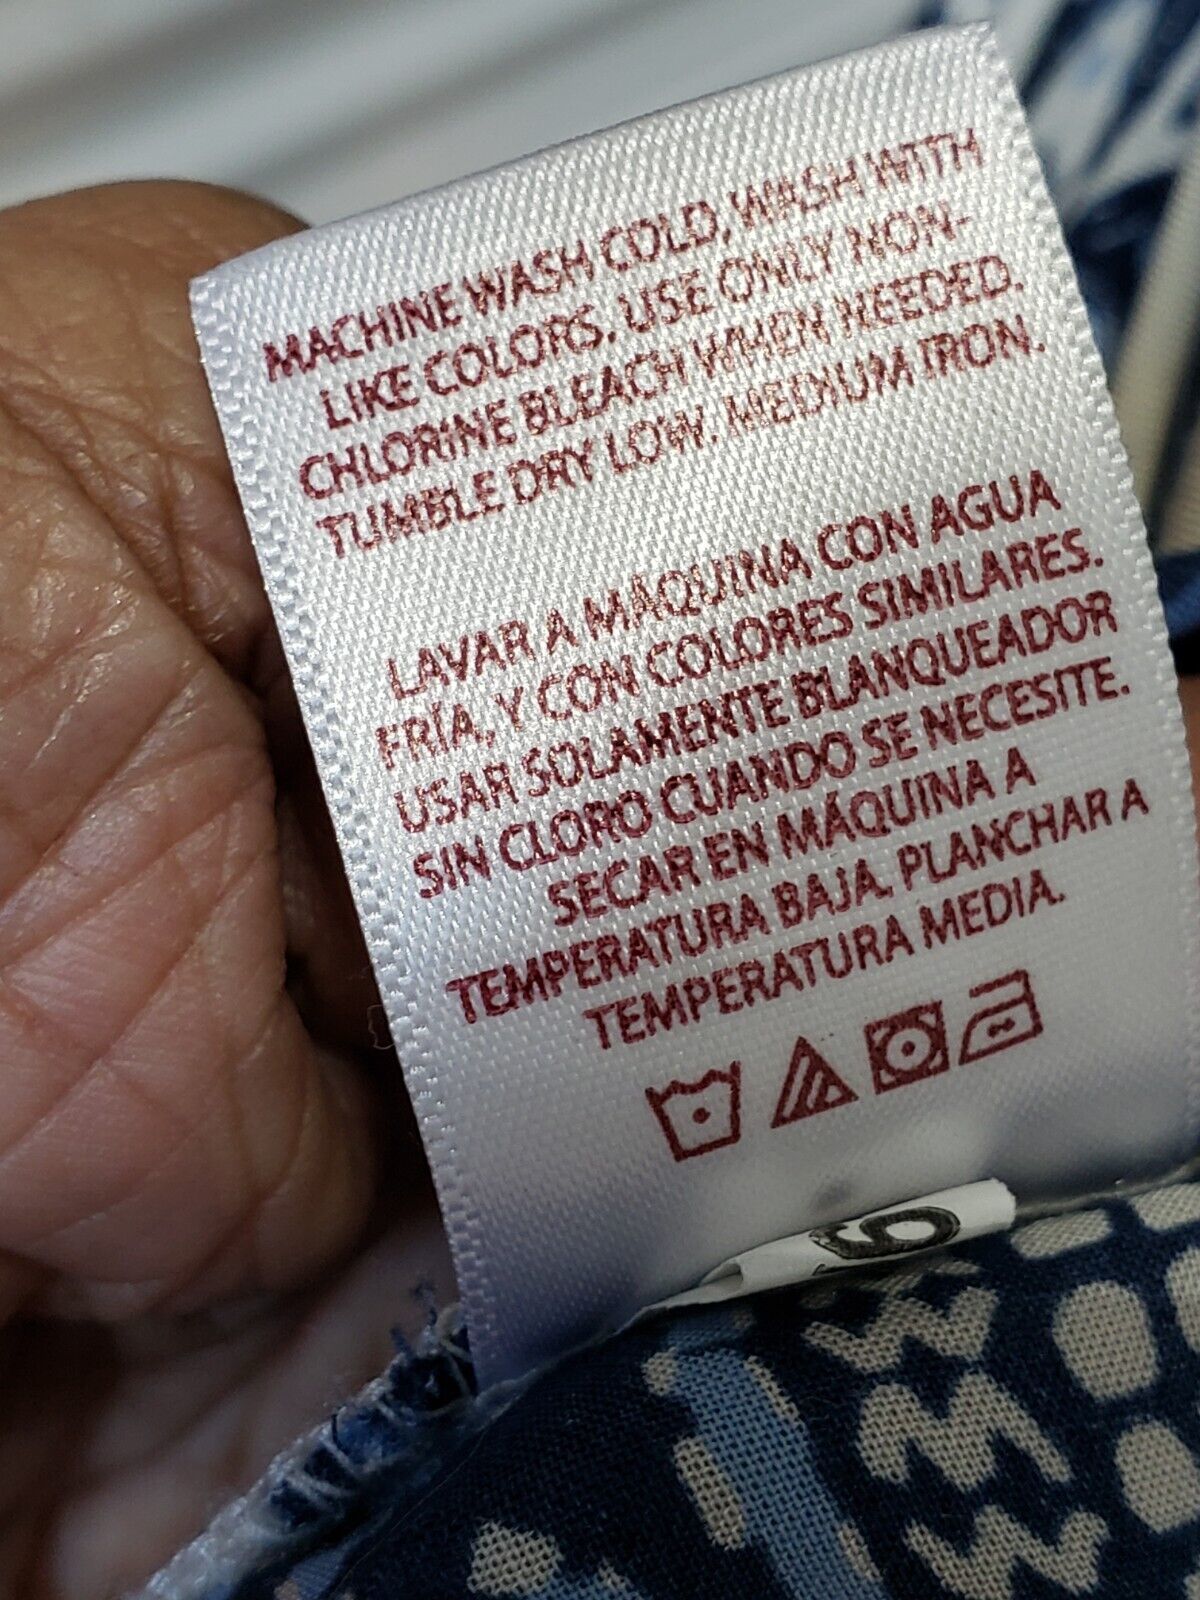 MACHINE WASH COLD, WASH WITH
LIKE COLORS. USE ONLY NON-
CHLORINE BLEACH WHEN NEEDED.
TUMBLE DRY LOW. MEDIUM IRON.
LAVAR A MÁQUINA CON AGUA
FRÍA, Y CON COLORES SIMILARES.
USAR SOLAMENTE BLANQUEADOR
SIN CLORO CUANDO SE NECESITE.
SECAR EN MÁQUINA A
TEMPERATURA BAJA. PLANCHAR A
TEMPERATURA MEDIA.